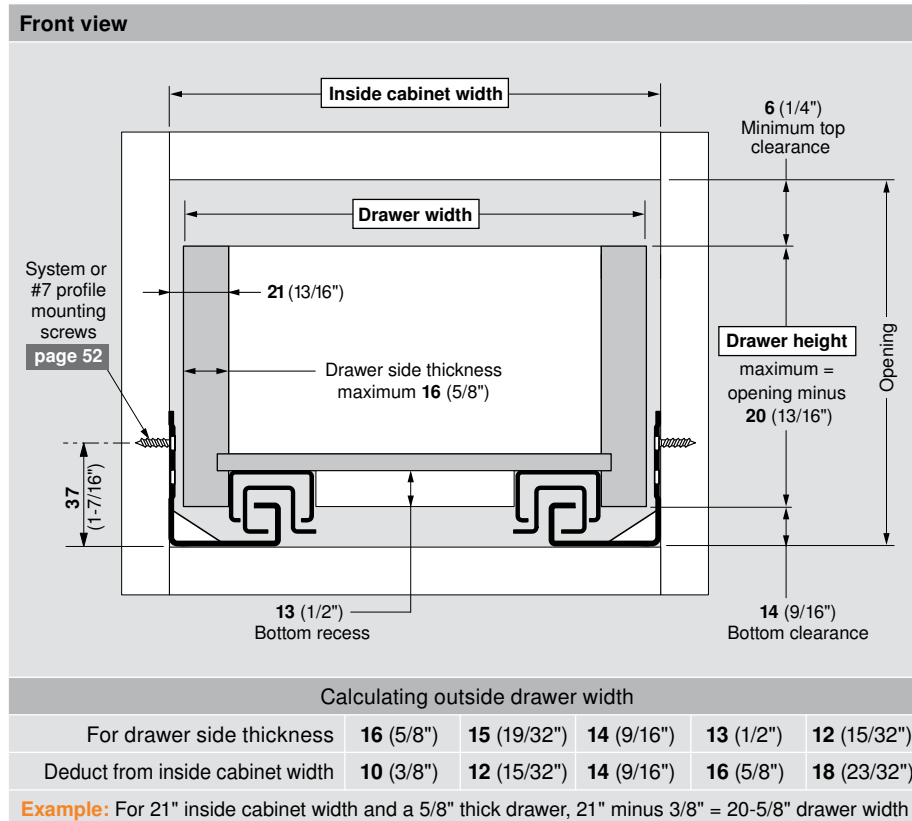 Front view
Inside cabinet width
6 (1/4")
Minimum top
clearance
Drawer width
System or
#7 profile
mounting
screws
page 52
21 (13/16")
Drawer side thickness
maximum 16 (5/8")
Drawer height
maximum =
opening minus
20 (13/16")
Opening
37
(1-7/16")
13 (1/2")
Bottom recess
14 (9/16")
Bottom clearance
Calculating outside drawer width
For drawer side thickness 16 (5/8") 15 (19/32") 14 (9/16") 13 (1/2") 12 (15/32")
Deduct from inside cabinet width 10 (3/8") 12 (15/32") 14 (9/16") 16 (5/8") 18 (23/32")
Example: For 21" inside cabinet width and a 5/8" thick drawer, 21" minus 3/8" = 20-5/8" drawer width